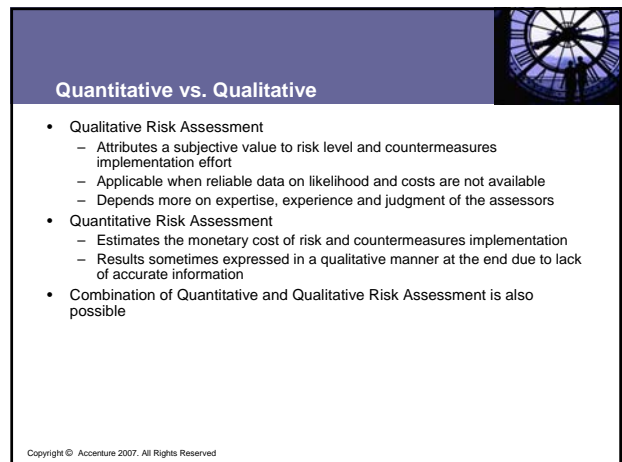 Quantitative vs. Qualitative
• Qualitative Risk Assessment
– Attributes a subjective value to risk level and countermeasures
implementation effort
– Applicable when reliable data on likelihood and costs are not available
– Depends more on expertise, experience and judgment of the assessors
• Quantitative Risk Assessment
– Estimates the monetary cost of risk and countermeasures implementation
– Results sometimes expressed in a qualitative manner at the end due to lack
of accurate information
• Combination of Quantitative and Qualitative Risk Assessment is also
possible
Copyright © Accenture 2007. All Rights Reserved